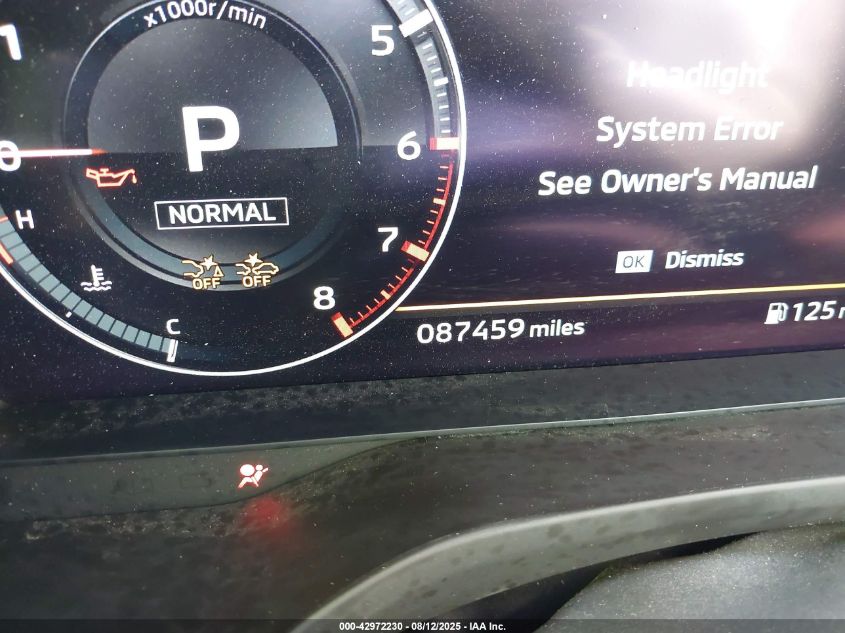 x1000r/min
1
5
Headlight
P
6
System Error
0
See Owner's Manual
NORMAL
H
7
OK Dismiss
OFF OFF
8
C
087459 miles
125
000-42972230 - 08/12/2025 - IAA Inc.